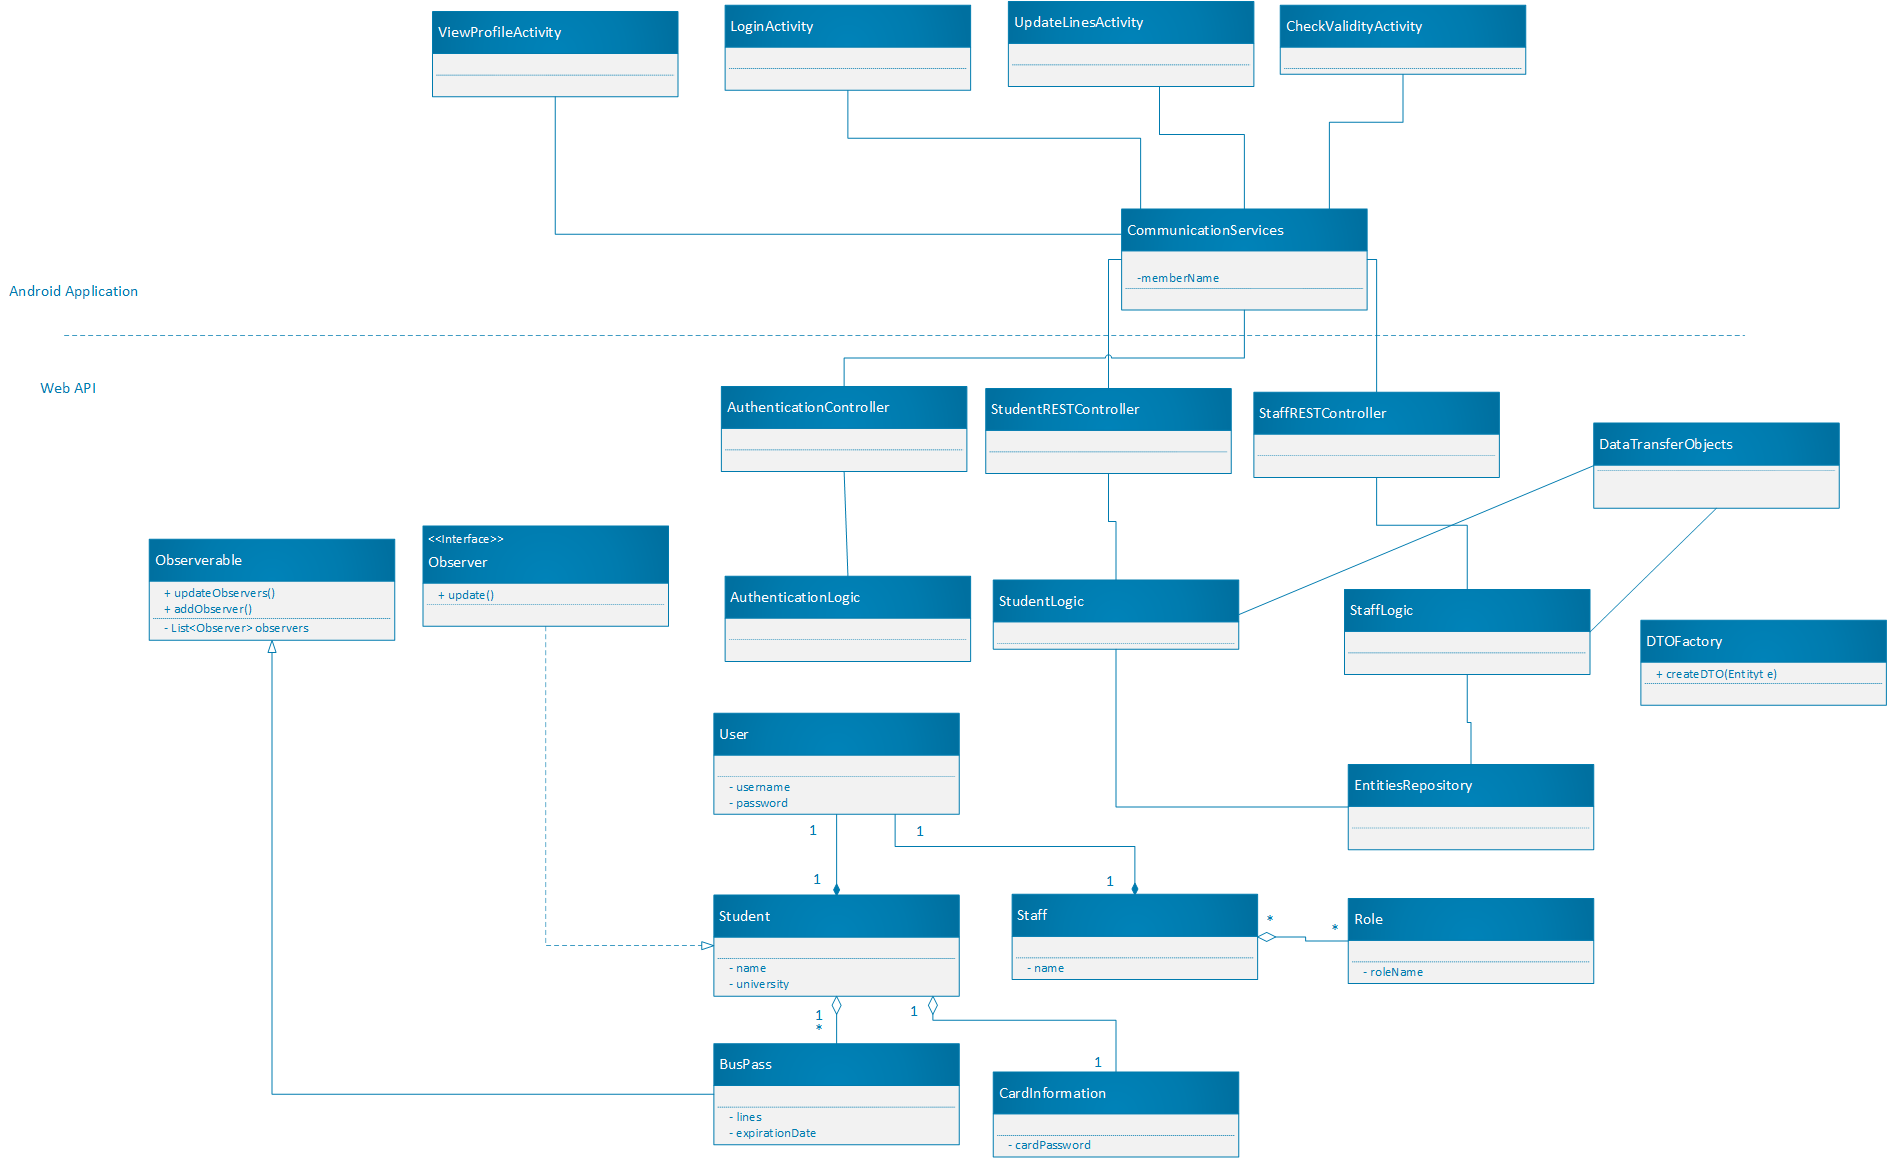 ViewProfileActivity
LoginActivity
UpdateLinesActivity
CheckValidityActivity
CommunicationServices
-memberName
Android Application
Web API
AuthenticationController
StudentRESTController
StaffRESTController
DataTransferObjects
Observerable
+ updateObservers()
+ addObserver()
- List<Observer> observers
<<Interface>>
Observer
+ update()
AuthenticationLogic
StudentLogic
StaffLogic
DTOFactory
+ createDTO(Entityt e)
User
- username
- password
EntitiesRepository
1
1
1
1
Student
- name
- university
Staff
- name
*
*
Role
- roleName
1
*
1
1
BusPass
- lines
- expirationDate
CardInformation
- cardPassword